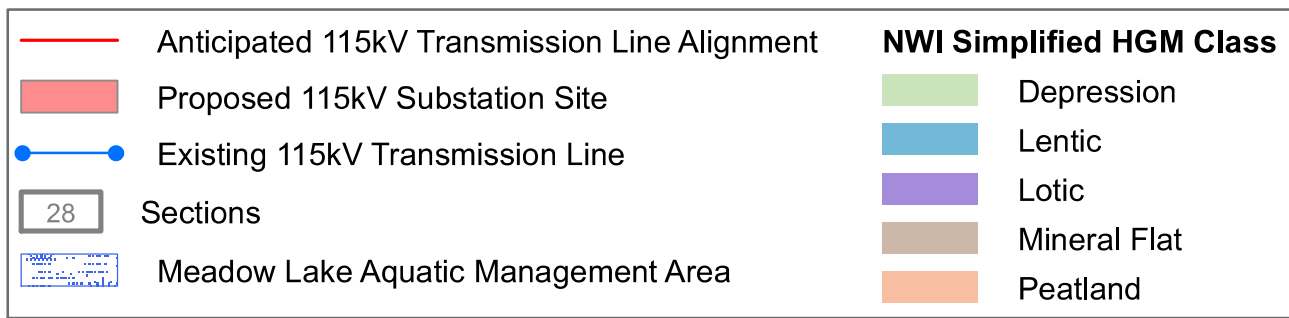 Anticipated 115kV Transmission Line Alignment
Proposed 115kV Substation Site
Existing 115kV Transmission Line
28 Sections
Meadow Lake Aquatic Management Area
NWI Simplified HGM Class
Depression
Lentic
Lotic
Mineral Flat
Peatland